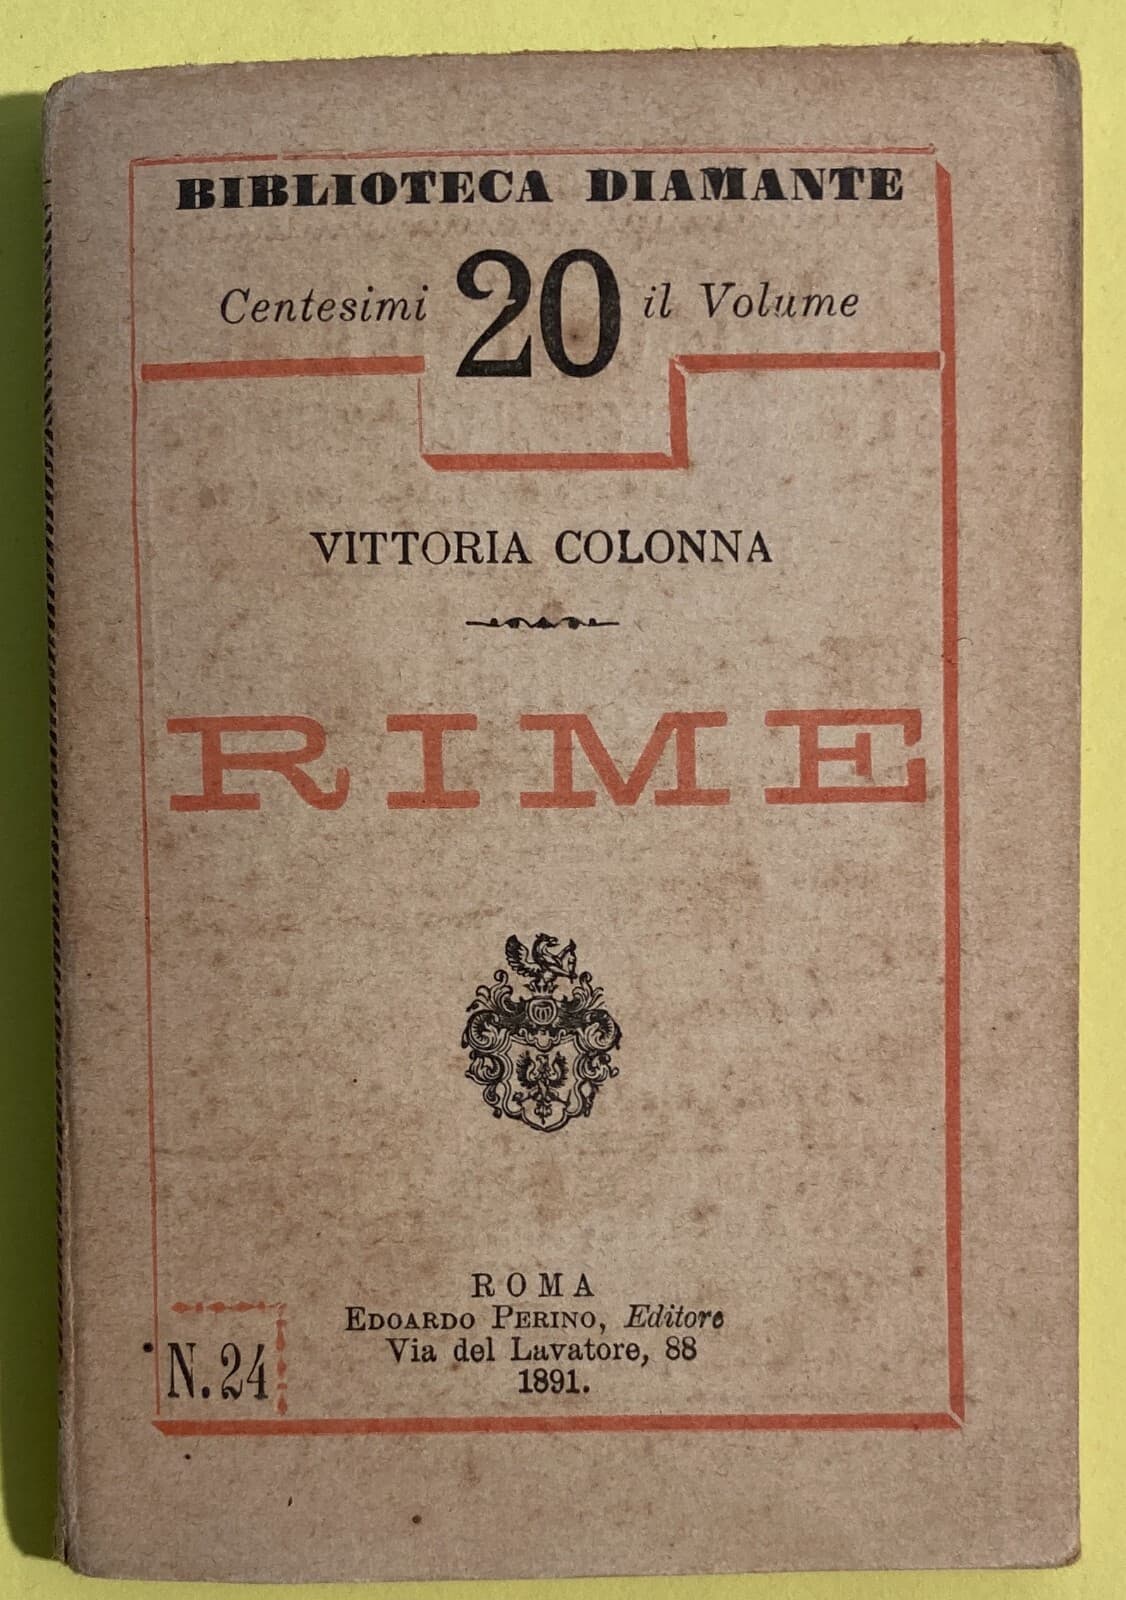 BIBLIOTECA DIAMANTE
Centesimi 20 il Volume
VITTORIA COLONNA
RIME
ROMA
EDOARDO PERINO, Editore
Via del Lavatore, 88
1891.
N. 24